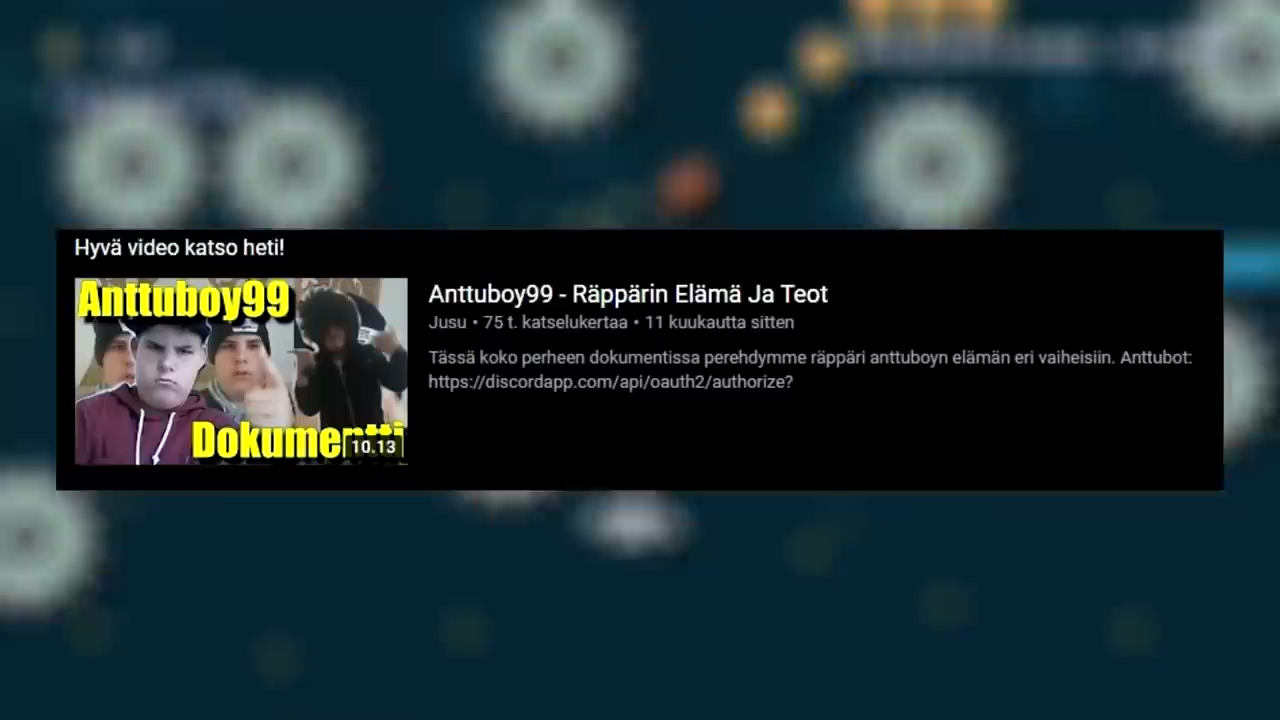 Hyvä video katso heti!
Anttuboy99
Dokumentti
10.13
Anttuboy99 - Räppärin Elämä Ja Teot
Jusu • 75 t. katselukertaa • 11 kuukautta sitten
Tässä koko perheen dokumentissa perehdymme räppäri anttuboyn elämän eri vaiheisiin. Anttubot:
https://discordapp.com/api/oauth2/authorize?